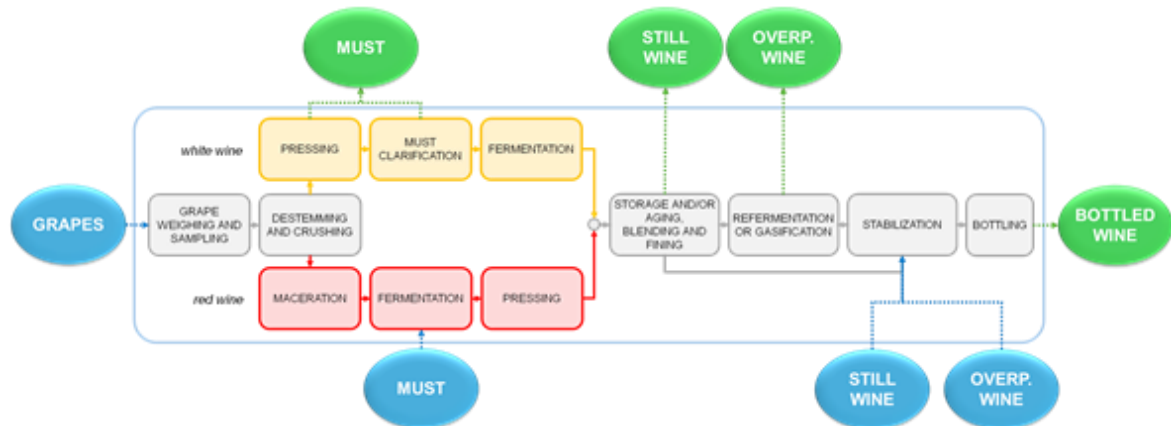 MUST
STILL
WINE
OVERP.
WINE
white wine
PRESSING
MUST
CLARIFICATION
FERMENTATION
GRAPES
GRAPE
WEIGHING AND
SAMPLING
DESTEMMING
AND CRUSHING
STORAGE AND/OR
AGING,
BLENDING AND
FINING
REFERMENTATION
OR GASIFICATION
STABILIZATION
BOTTLING
BOTTLED
WINE
red wine
MACERATION
FERMENTATION
PRESSING
MUST
STILL
WINE
OVERP.
WINE